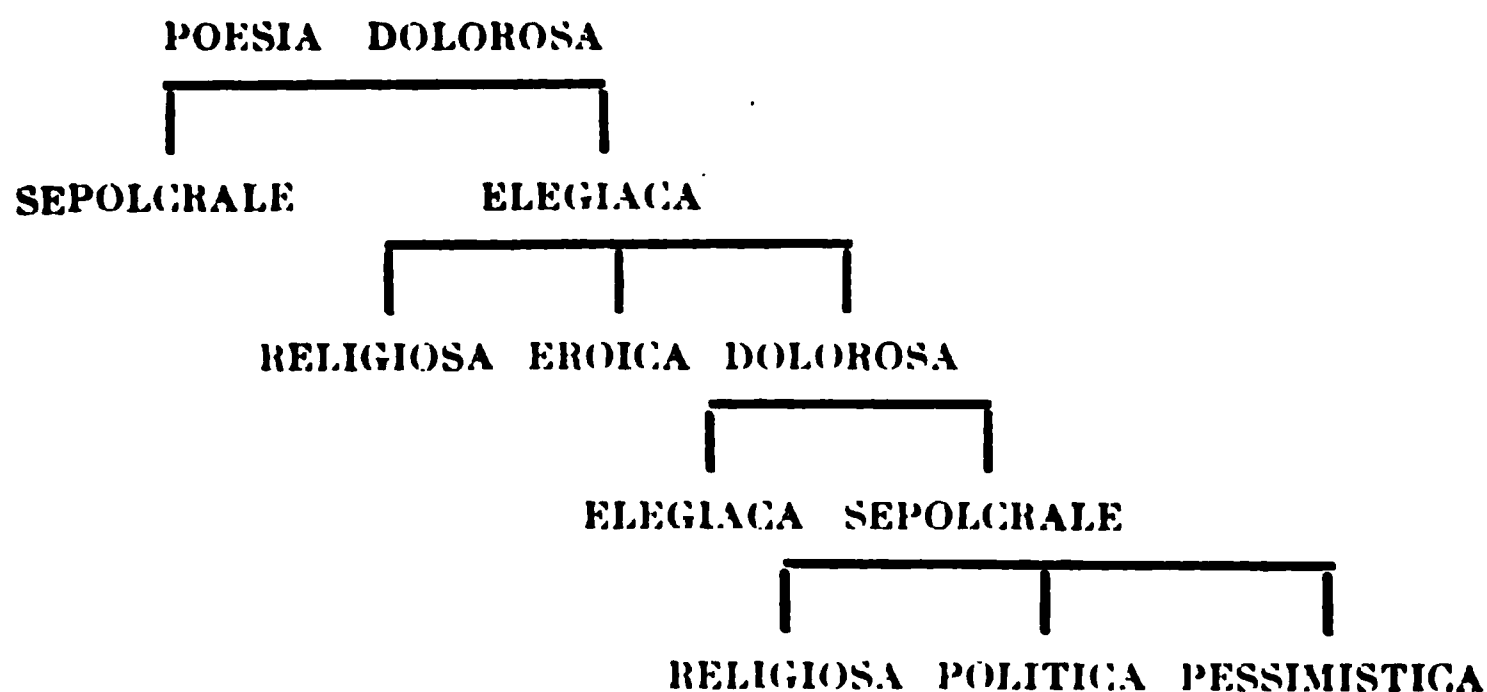 POESIA DOLOROSA
SEPOLCRALE ELEGIACA
RELIGIOSA EROICA DOLOROSA
ELEGIACA SEPOLCRALE
RELIGIOSA POLITICA PESSIMISTICA